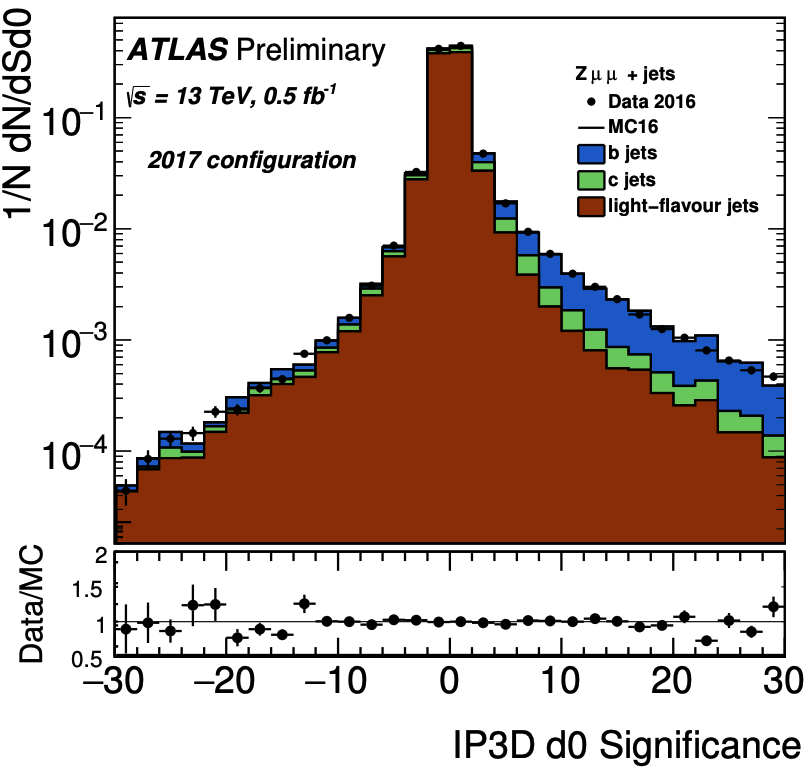 1/N dN/dSd0
ATLAS Preliminary
√s = 13 TeV, 0.5 fb⁻¹
2017 configuration
Z μ μ + jets
Data 2016
MC16
b jets
c jets
light-flavour jets
10⁻¹
10⁻²
10⁻³
10⁻⁴
Data/MC
2
1.5
1
0.5
−30 −20 −10 0 10 20 30
IP3D d0 Significance